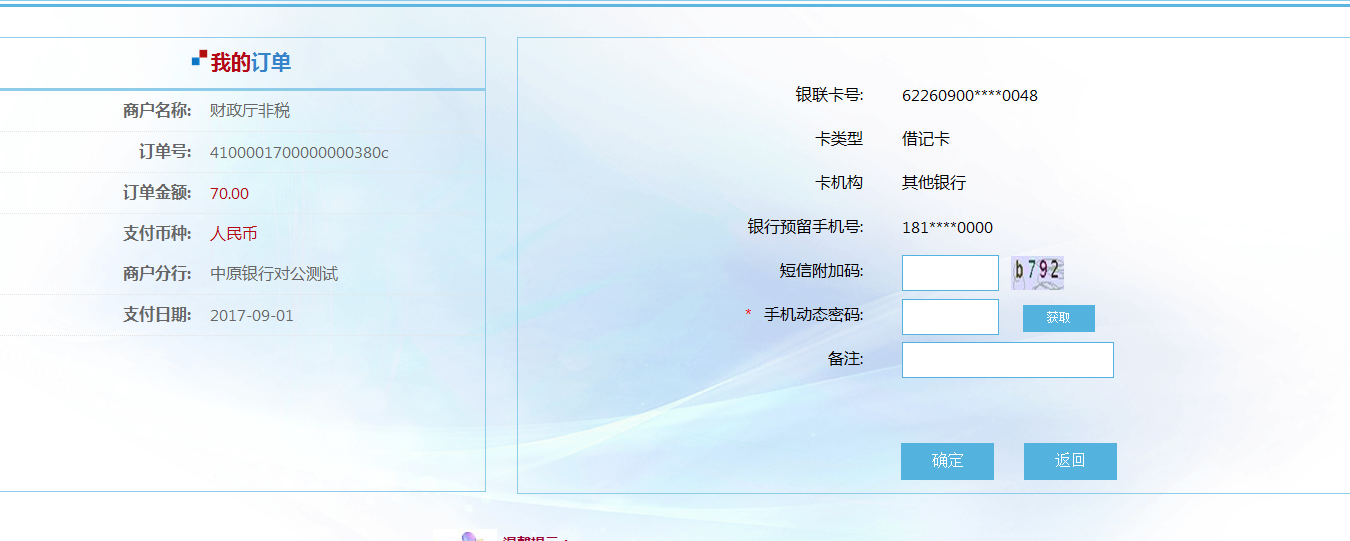 我的订单
商户名称: 财政厅非税
订单号: 4100001700000000380c
订单金额: 70.00
支付币种: 人民币
商户分行: 中原银行对公测试
支付日期: 2017-09-01
银联卡号: 62260900****0048
卡类型 借记卡
卡机构 其他银行
银行预留手机号: 181****0000
短信附加码: b792
* 手机动态密码: 获取
备注:
确定 返回
温馨提示: